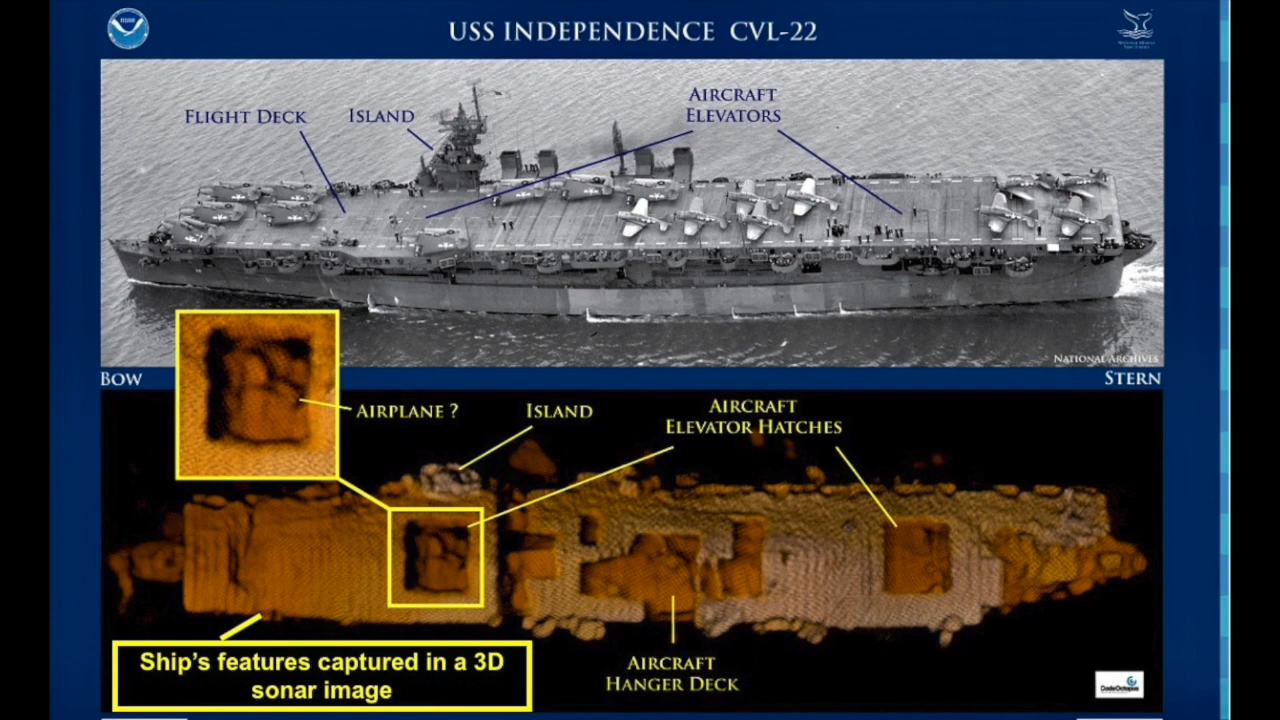 USS INDEPENDENCE CVL-22
AIRCRAFT
ELEVATORS
FLIGHT DECK
ISLAND
NATIONAL ARCHIVES
BOW
STERN
AIRPLANE ?
ISLAND
AIRCRAFT
ELEVATOR HATCHES
Ship's features captured in a 3D
sonar image
AIRCRAFT
HANGER DECK
CodaOctopus